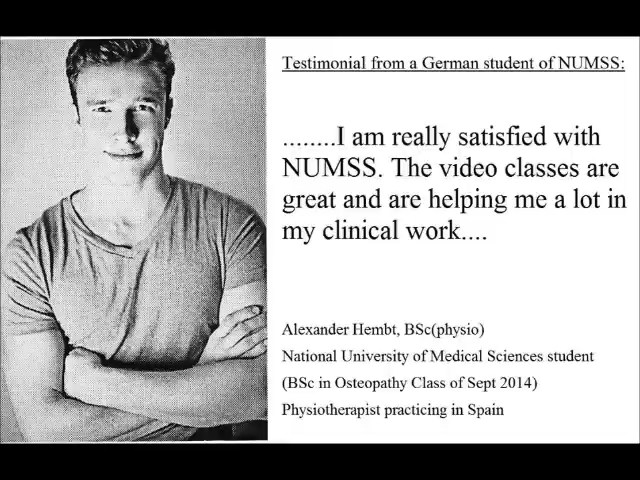 Testimonial from a German student of NUMSS:
........I am really satisfied with
NUMSS. The video classes are
great and are helping me a lot in
my clinical work....
Alexander Hembt, BSc(physio)
National University of Medical Sciences student
(BSc in Osteopathy Class of Sept 2014)
Physiotherapist practicing in Spain